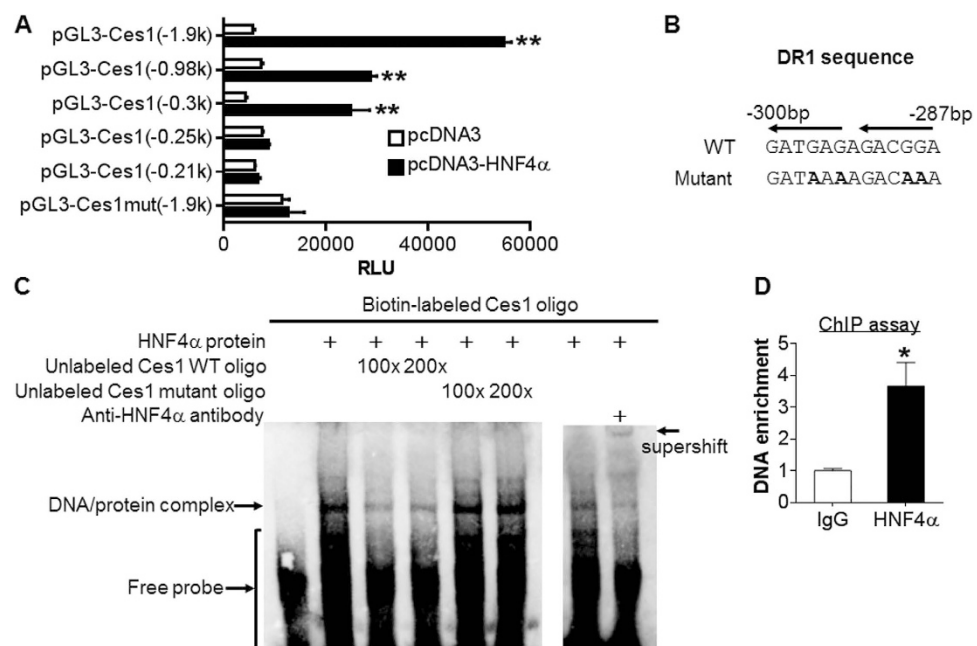 A
pGL3-Ces1(-1.9k)
**
pGL3-Ces1(-0.98k)
**
pGL3-Ces1(-0.3k)
**
pGL3-Ces1(-0.25k)
pcDNA3
pGL3-Ces1(-0.21k)
pcDNA3-HNF4α
pGL3-Ces1mut(-1.9k)
0 20000 40000 60000
RLU
B
DR1 sequence
-300bp -287bp
WT GATGAGAGACGGA
Mutant GATAAAAGACAAA
C
Biotin-labeled Ces1 oligo
HNF4α protein + + + + + + +
Unlabeled Ces1 WT oligo 100x 200x
Unlabeled Ces1 mutant oligo 100x 200x
Anti-HNF4α antibody +
supershift
DNA/protein complex
Free probe
D
ChIP assay
*
DNA enrichment
5
4
3
2
1
0
IgG HNF4α